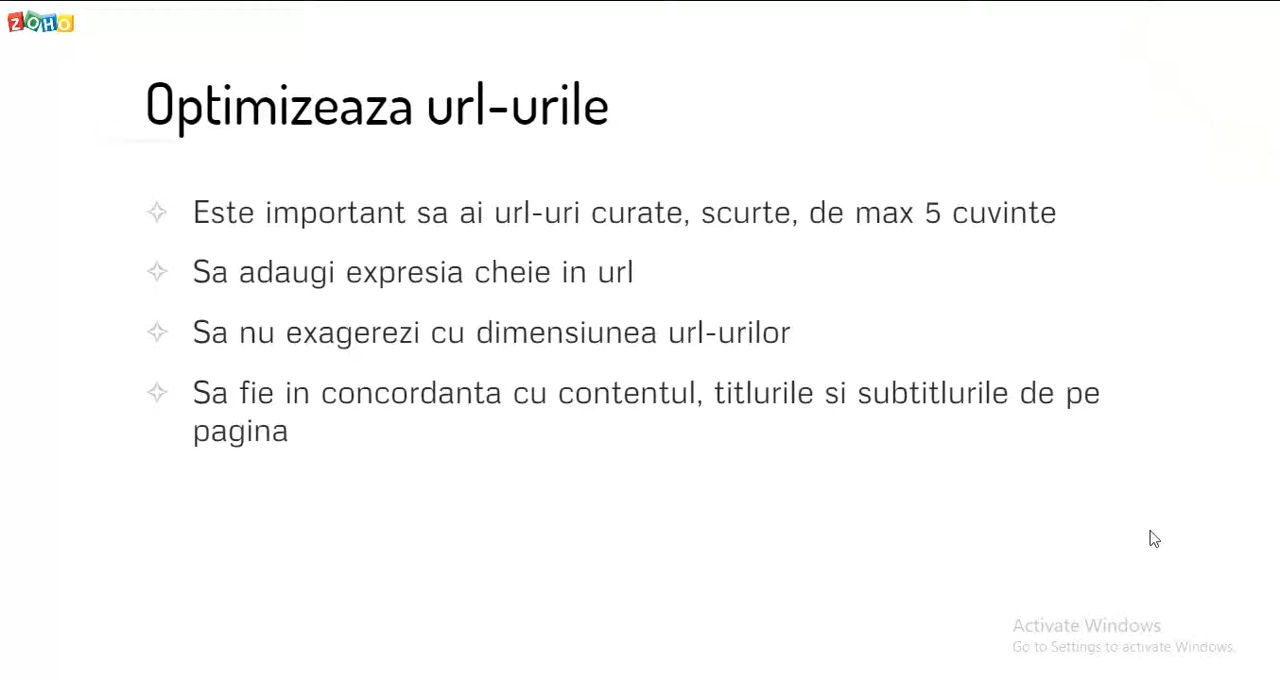 ZOHO
Optimizeaza url-urile
Este important sa ai url-uri curate, scurte, de max 5 cuvinte
Sa adaugi expresia cheie in url
Sa nu exagerezi cu dimensiunea url-urilor
Sa fie in concordanta cu contentul, titlurile si subtitlurile de pe
pagina
Activate Windows
Go to Settings to activate Windows.